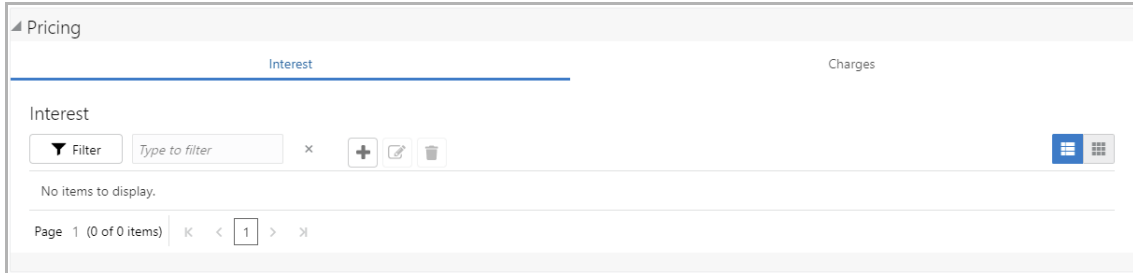 Pricing
Interest Charges
Interest
Filter Type to filter
No items to display.
Page 1 (0 of 0 items) 1